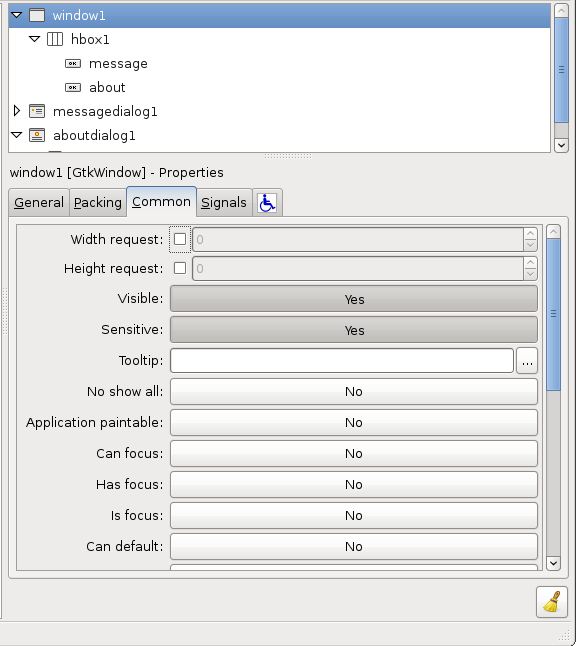 window1
hbox1
message
about
messagedialog1
aboutdialog1
window1 [GtkWindow] - Properties
General Packing Common Signals
Width request: 0
Height request: 0
Visible: Yes
Sensitive: Yes
Tooltip: ...
No show all: No
Application paintable: No
Can focus: No
Has focus: No
Is focus: No
Can default: No